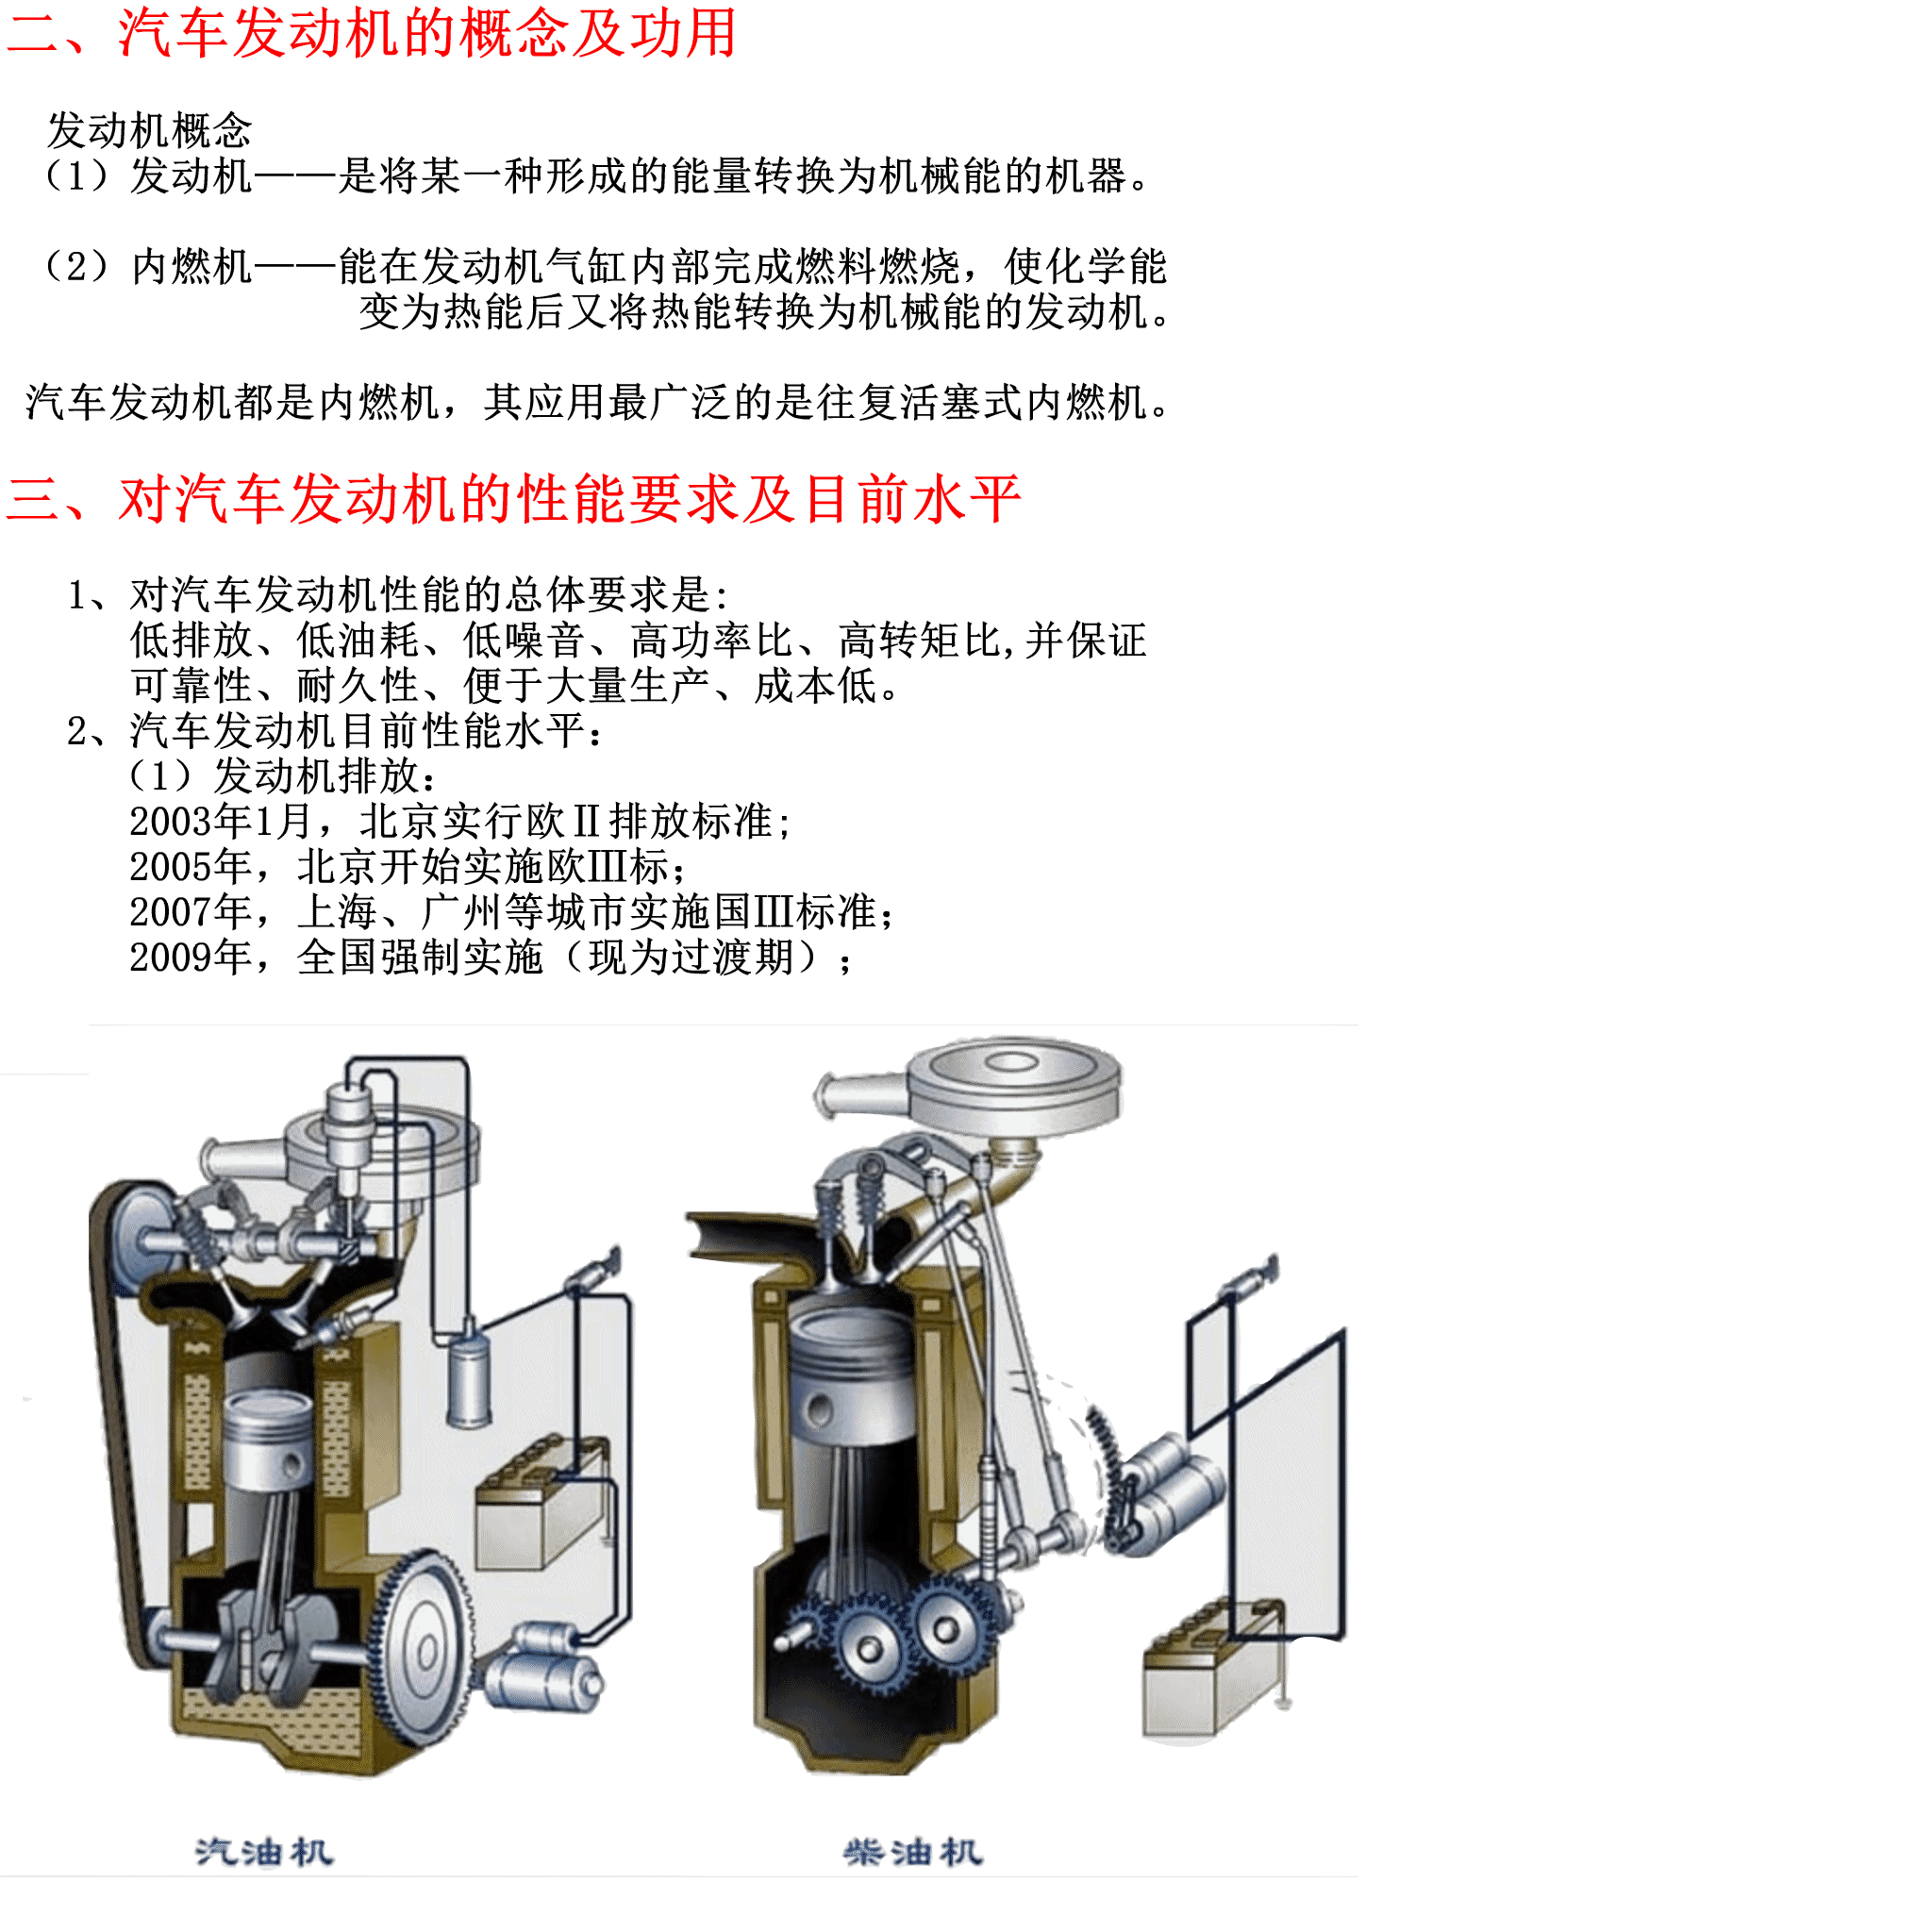 二、汽车发动机的概念及功用
发动机概念
（1）发动机——是将某一种形成的能量转换为机械能的机器。
（2）内燃机——能在发动机气缸内部完成燃料燃烧，使化学能
变为热能后又将热能转换为机械能的发动机。
汽车发动机都是内燃机，其应用最广泛的是往复活塞式内燃机。
三、对汽车发动机的性能要求及目前水平
1、对汽车发动机性能的总体要求是:
低排放、低油耗、低噪音、高功率比、高转矩比,并保证
可靠性、耐久性、便于大量生产、成本低。
2、汽车发动机目前性能水平：
（1）发动机排放：
2003年1月，北京实行欧Ⅱ排放标准;
2005年，北京开始实施欧Ⅲ标；
2007年，上海、广州等城市实施国Ⅲ标准；
2009年，全国强制实施（现为过渡期）；
汽油机
柴油机